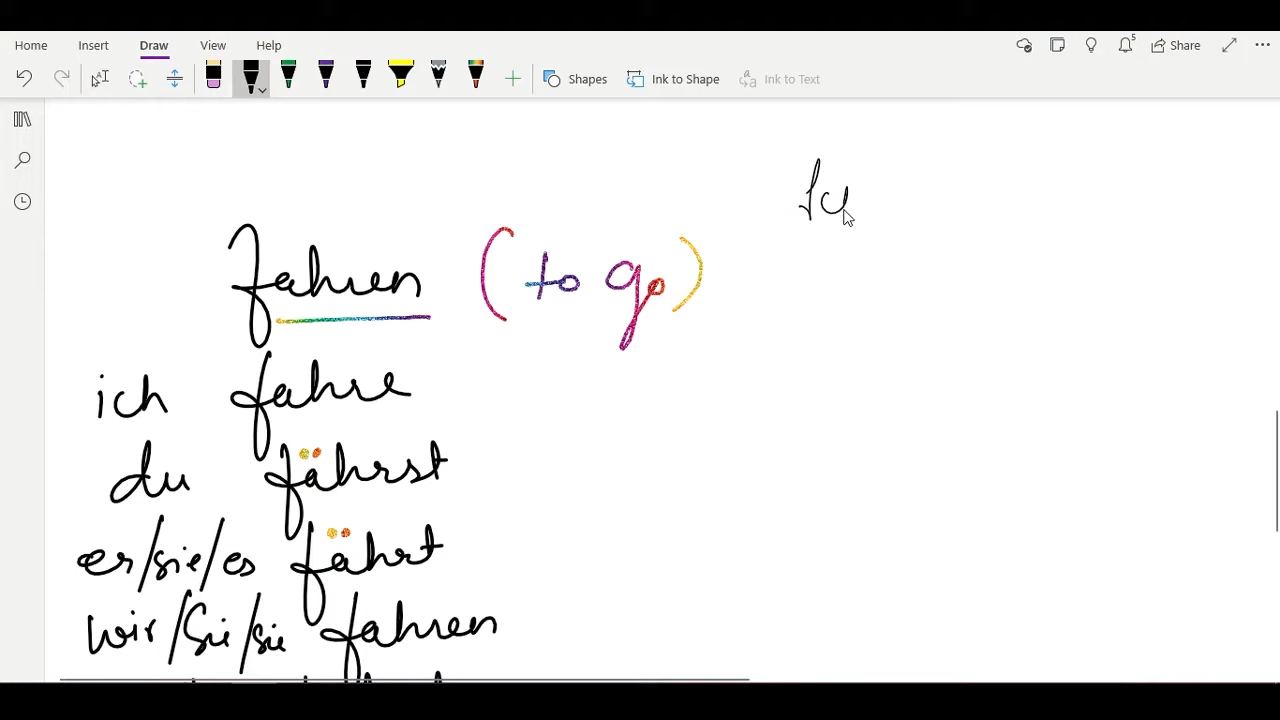 Home Insert Draw View Help Share
Shapes Ink to Shape Ink to Text
Fahren (to go)
ich fahre
du fährst
er/sie/es fährt
wir/Sie/sie fahren